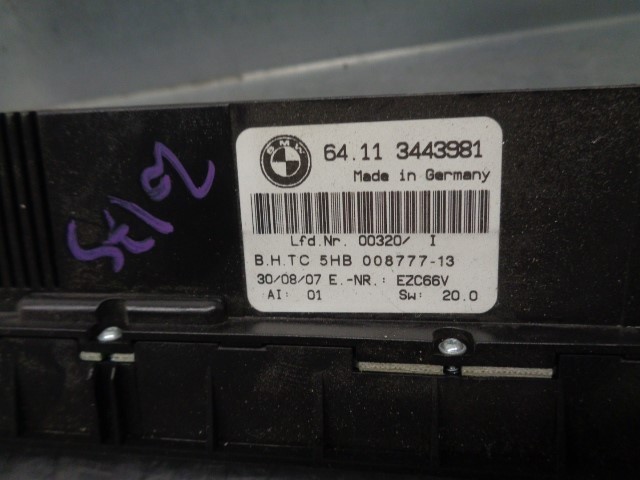 BMW
64.11 3443981
Made in Germany
Lfd.Nr. 00320/ I
B.H.TC 5HB 008777-13
30/08/07 E.-NR.: EZC66V
AI: 01 Sw: 20.0